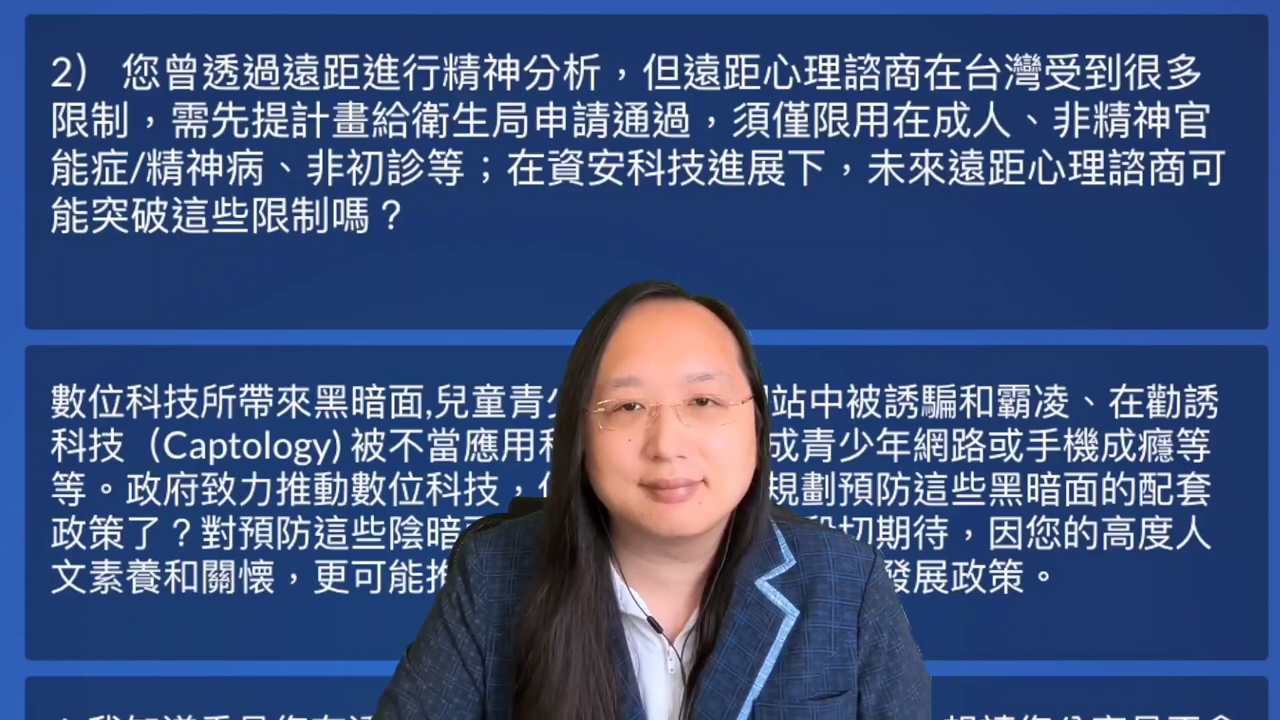 2） 您曾透過遠距進行精神分析，但遠距心理諮商在台灣受到很多
限制，需先提計畫給衛生局申請通過，須僅限用在成人、非精神官
能症/精神病、非初診等；在資安科技進展下，未來遠距心理諮商可
能突破這些限制嗎？
數位科技所帶來黑暗面,兒童青 站中被誘騙和霸凌、在勸誘
科技（Captology) 被不當應用 成青少年網路或手機成癮等
等。政府致力推動數位科技， 規劃預防這些黑暗面的配套
政策了？對預防這些陰暗 切期待，因您的高度人
文素養和關懷，更可能 發展政策。